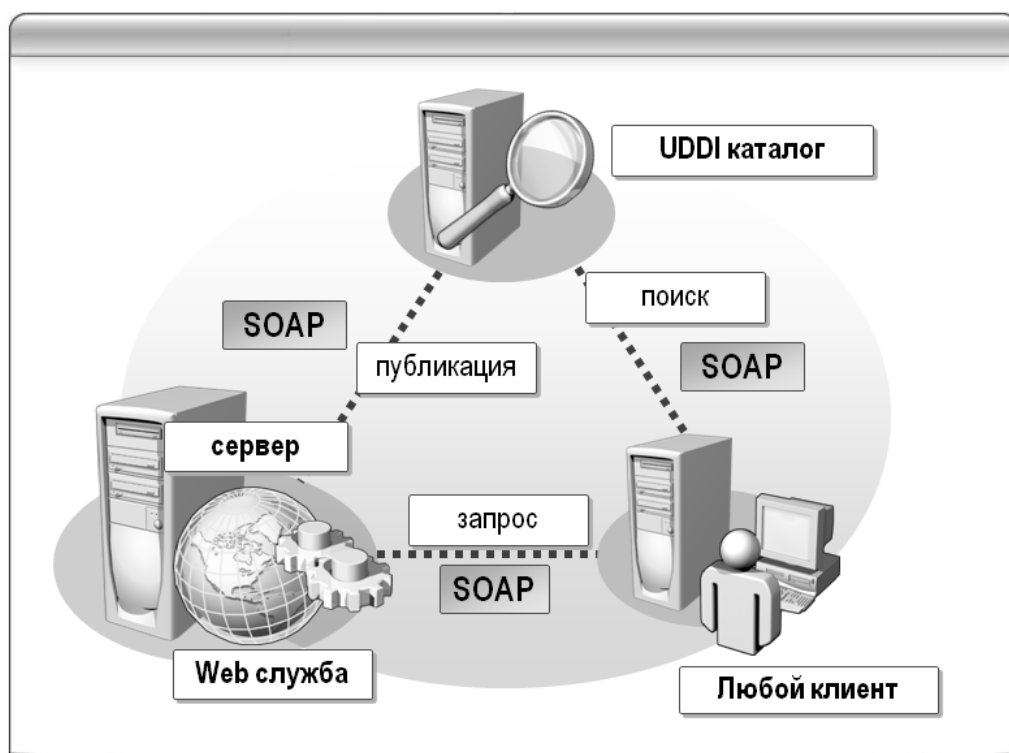 UDDI каталог
поиск
SOAP
публикация
SOAP
сервер
запрос
SOAP
Web служба
Любой клиент